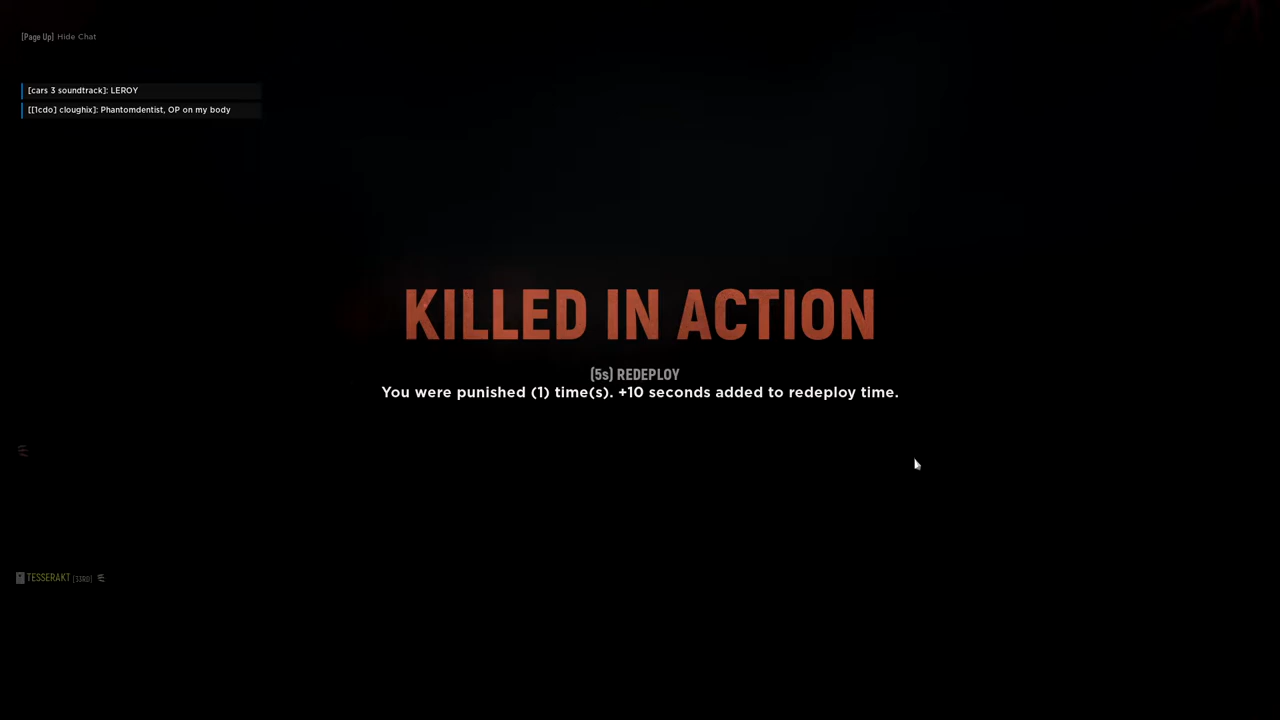 [Page Up] Hide Chat
[cars 3 soundtrack]: LEROY
[[1cdo] cloughix]: Phantomdentist, OP on my body
KILLED IN ACTION
(5s) REDEPLOY
You were punished (1) time(s). +10 seconds added to redeploy time.
TESSERAKT [33RD]